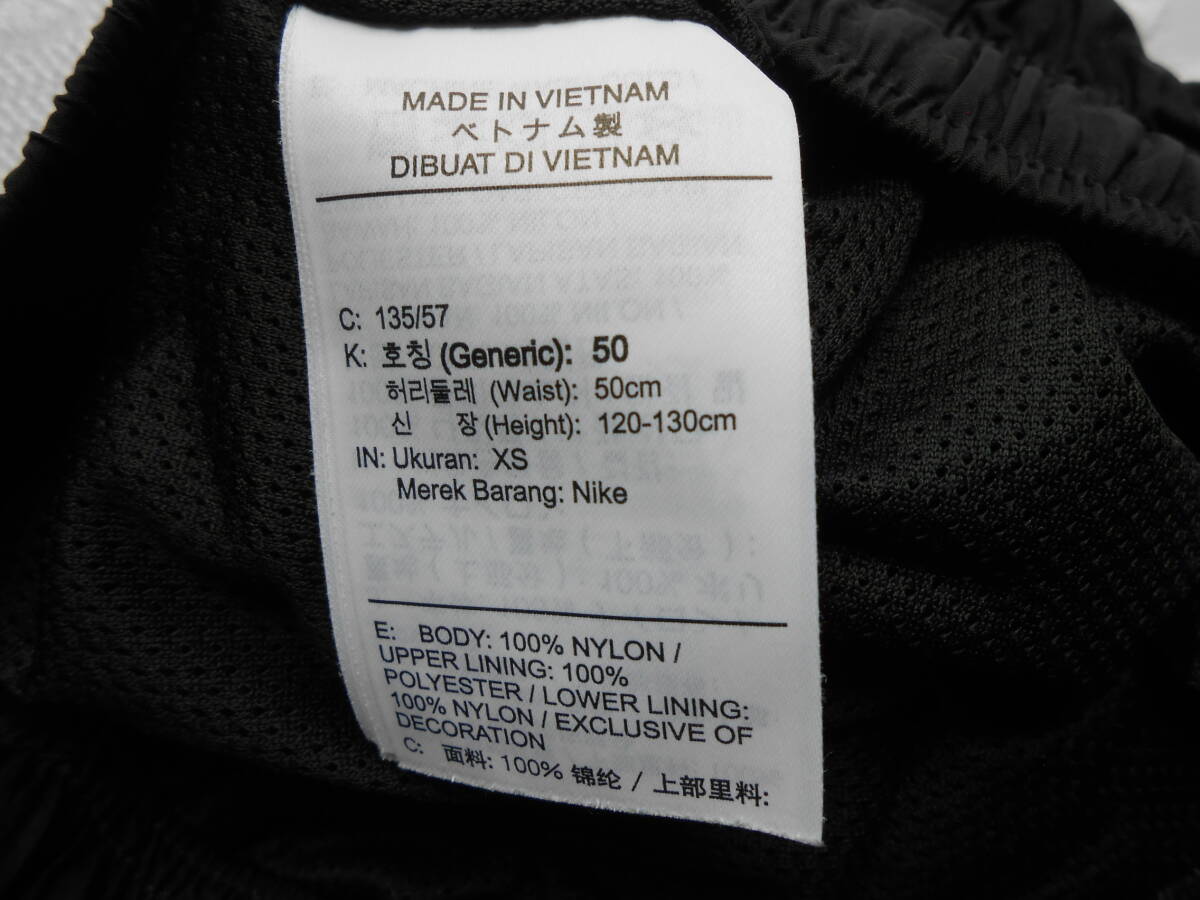 MADE IN VIETNAM
ベトナム製
DIBUAT DI VIETNAM
C: 135/57
K: 호칭 (Generic): 50
허리둘레 (Waist): 50cm
신 장 (Height): 120-130cm
IN: Ukuran: XS
Merek Barang: Nike
E: BODY: 100% NYLON /
UPPER LINING: 100%
POLYESTER / LOWER LINING:
100% NYLON / EXCLUSIVE OF
DECORATION
C: 面料: 100% 锦纶 / 上部里料: